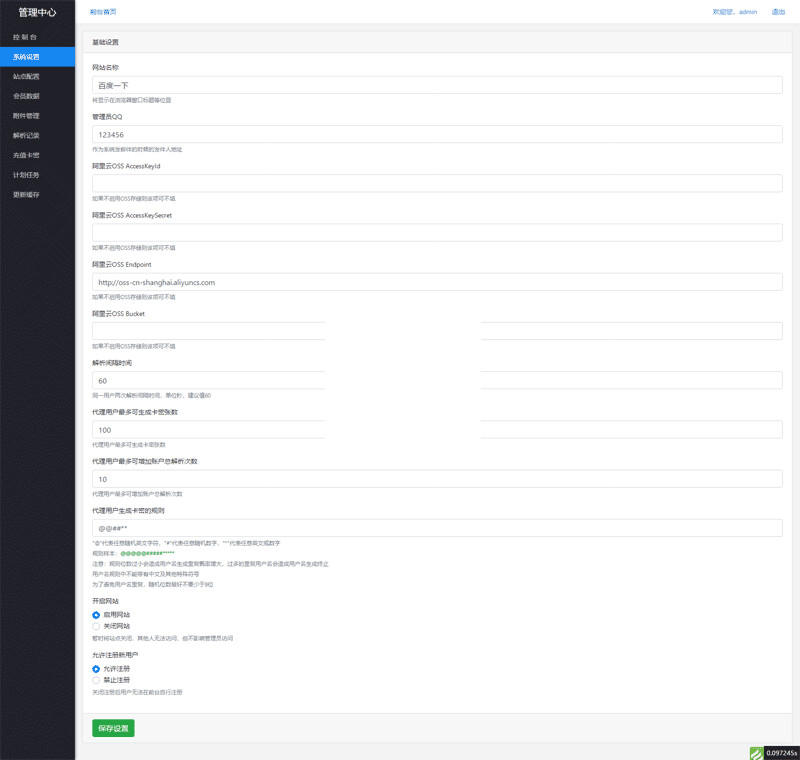 管理中心
前台首页
欢迎您, admin
退出
控 制 台
系统设置
站点配置
会员数据
附件管理
解析记录
充值卡密
计划任务
更新缓存
基础设置
网站名称
百度一下
将显示在浏览器窗口标题等位置
管理员QQ
123456
作为系统发邮件的时候的发件人地址
阿里云OSS AccessKeyId
如果不启用OSS存储则该项可不填
阿里云OSS AccessKeySecret
如果不启用OSS存储则该项可不填
阿里云OSS Endpoint
http://oss-cn-shanghai.aliyuncs.com
如果不启用OSS存储则该项可不填
阿里云OSS Bucket
如果不启用OSS存储则该项可不填
解析间隔时间
60
同一用户两次解析间隔时间, 单位秒, 建议值60
代理用户最多可生成卡密张数
100
代理用户最多可生成卡密张数
代理用户最多可增加账户总解析次数
10
代理用户最多可增加账户总解析次数
代理用户生成卡密的规则
@@##**
"@"代表任意随机英文字符, "#"代表任意随机数字, "*"代表任意英文或数字
规则样本: @@@@@#####*****
注意: 规则位数过小会造成用户名生成重复概率增大, 过多的重复用户名会造成用户名生成终止
用户名规则中不能带有中文及其他特殊符号
为了避免用户名重复, 随机位数最好不要少于8位
开启网站
启用网站
关闭网站
暂时将站点关闭, 其他人无法访问, 但不影响管理员访问
允许注册新用户
允许注册
禁止注册
关闭注册后用户无法在前台自行注册
保存设置
0.097245s